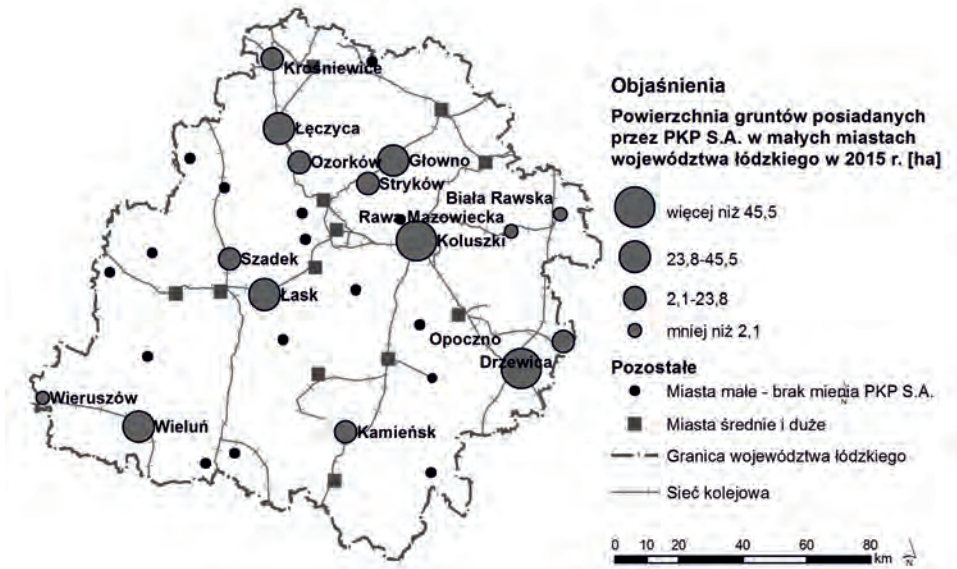 Krośniewice
Łęczyca
Ozorków
Głowno
Stryków
Biała Rawska
Rawa Mazowiecka
Koluszki
Szadek
Łask
Opoczno
Drzewica
Wieruszów
Wieluń
Kamieńsk
Objaśnienia
Powierzchnia gruntów posiadanych
przez PKP S.A. w małych miastach
województwa łódzkiego w 2015 r. [ha]
więcej niż 45,5
23,8-45,5
2,1-23,8
mniej niż 2,1
Pozostałe
Miasta małe - brak mienia PKP S.A.
Miasta średnie i duże
Granica województwa łódzkiego
Sieć kolejowa
0 10 20 40 60 80
km
N